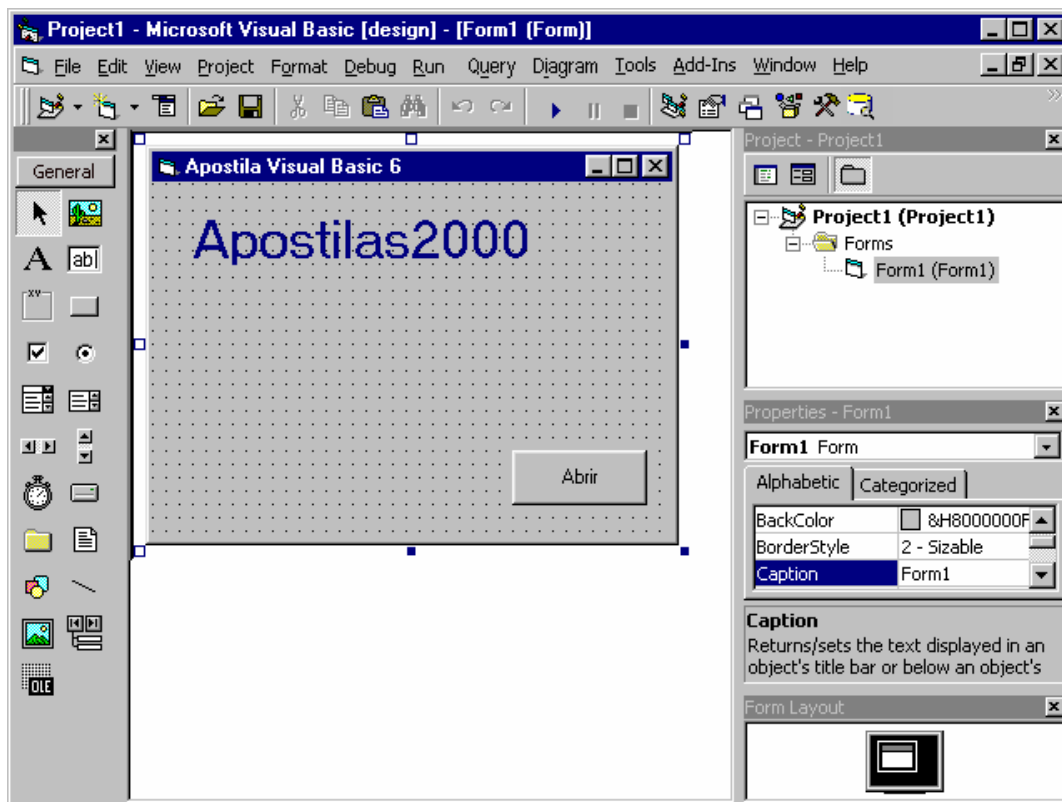 Project1 - Microsoft Visual Basic [design] - [Form1 (Form)]
File Edit View Project Format Debug Run Query Diagram Tools Add-Ins Window Help
General
A ab|
XY
OLE
Apostila Visual Basic 6
Apostilas2000
Abrir
Project - Project1
Project1 (Project1)
Forms
Form1 (Form1)
Properties - Form1
Form1 Form
Alphabetic Categorized
BackColor &H8000000F
BorderStyle 2 - Sizable
Caption Form1
Caption
Returns/sets the text displayed in an
object's title bar or below an object's
Form Layout